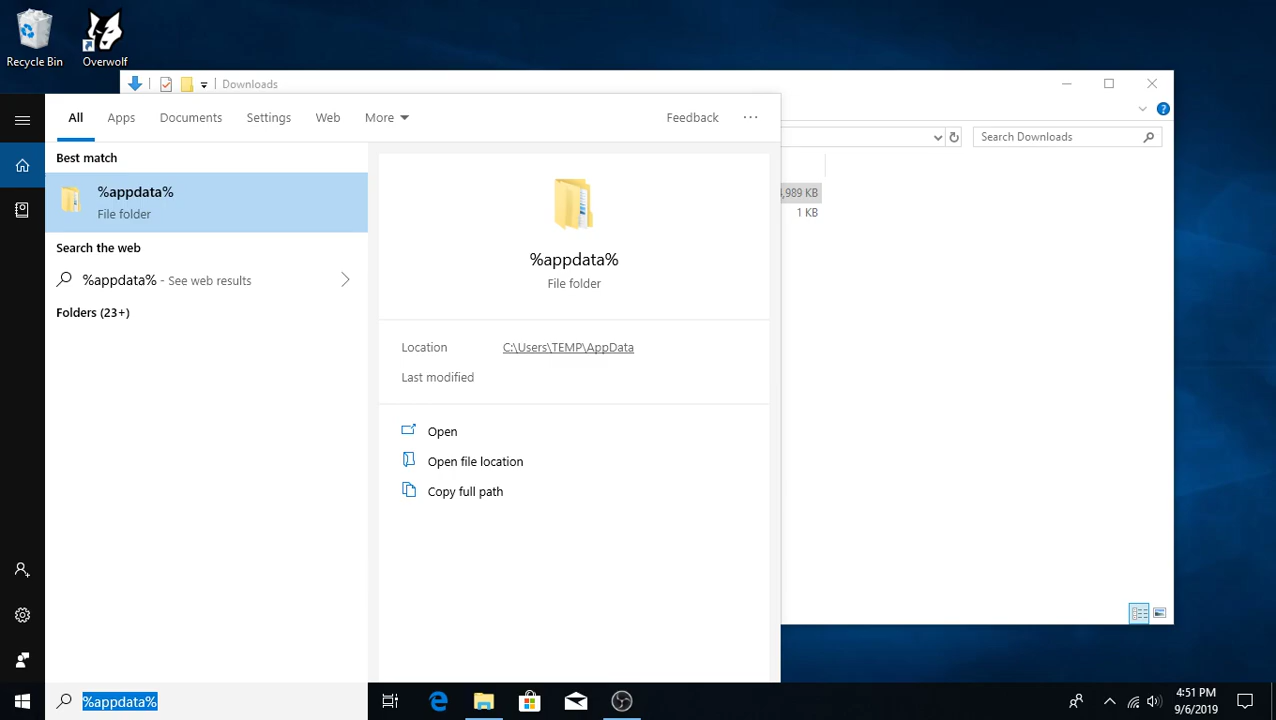 Recycle Bin
Overwolf
Downloads
All
Apps
Documents
Settings
Web
More
Feedback
Search Downloads
Best match
%appdata%
File folder
Search the web
%appdata% - See web results
Folders (23+)
%appdata%
File folder
Location
C:\Users\TEMP\AppData
Last modified
Open
Open file location
Copy full path
,989 KB
1 KB
%appdata%
4:51 PM
9/6/2019